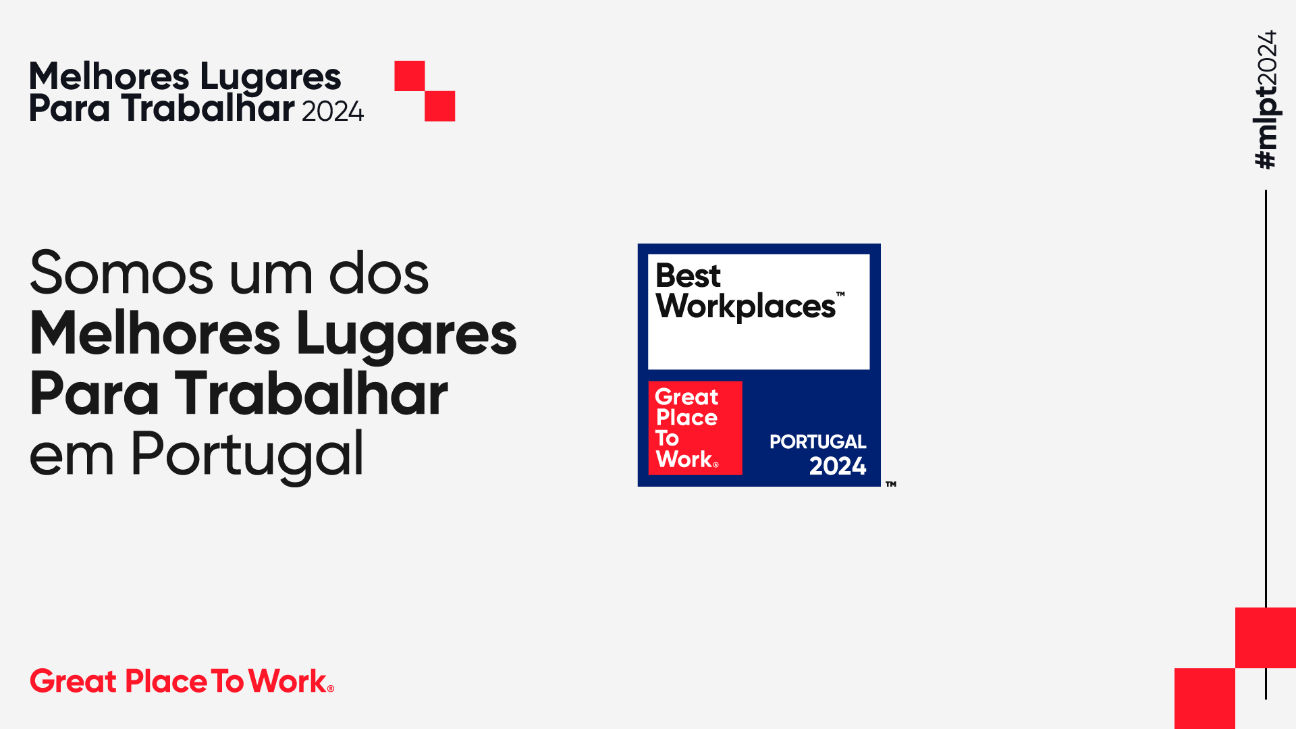 Melhores Lugares
Para Trabalhar 2024
#mlpt2024
Somos um dos
Melhores Lugares
Para Trabalhar
em Portugal
Best
Workplaces™
Great
Place
To
Work®
PORTUGAL
2024
™
Great Place To Work®